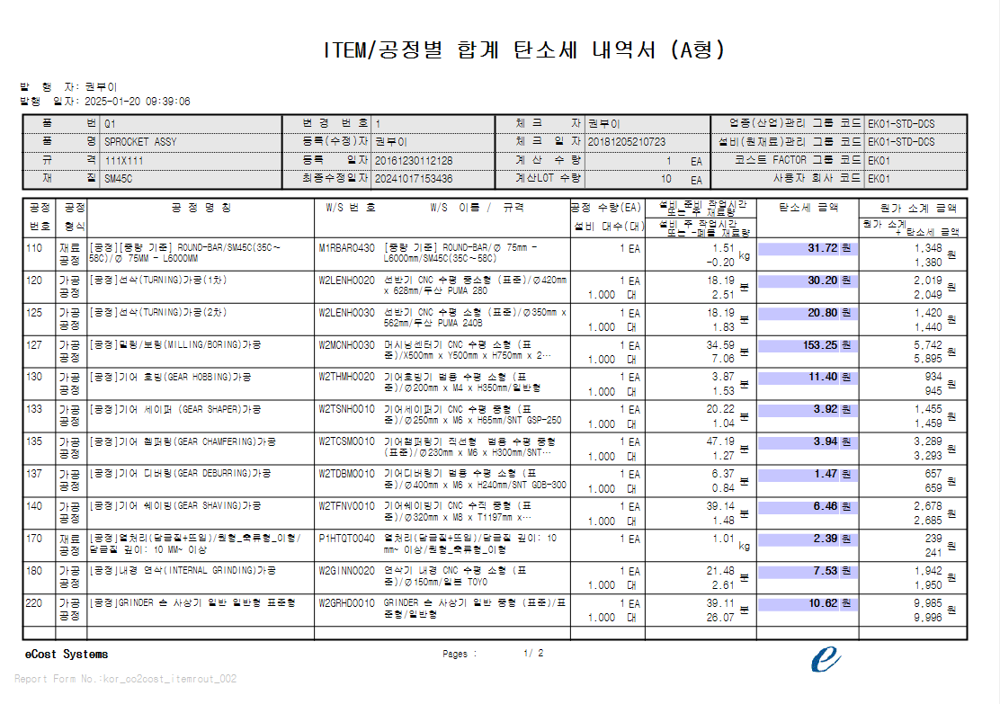 ITEM/공정별 합계 탄소세 내역서 (A형)
발 행 자: 권부이
발행 일자: 2025-01-20 09:39:06
품 번 Q1 변 경 번 호 1 체 크 자 권부이 업종(산업)관리 그룹 코드 EK01-STD-DCS
품 명 SPROCKET ASSY 등록(수정)자 권부이 체 크 일 자 20181205210723 설비(원재료)관리 그룹 코드 EK01-STD-DCS
규 격 111X111 등록 일자 20161230112128 계 산 수 량 1 EA 코스트 FACTOR 그룹 코드 EK01
재 질 SM45C 최종수정일자 20241017153436 계산LOT 수량 10 EA 사용자 회사 코드 EK01
공정 공정 공 정 명 칭 W/S 번 호 W/S 이름 / 규격 공정 수량(EA) 설비 준비 작업시간 탄소세 금액 원가 소계 금액
또는 주 재료량
번호 형식 설비 대수(대) 설비 주 작업시간 원가 소계
또는 -폐틀 재료량 + 탄소세 금액
110 재료 [공정][중량 기준] ROUND-BAR/SM45C(35C~ M1RBAR0430 [중량 기준] ROUND-BAR/∅ 75mm - 1 EA 1.51 kg 31.72 원 1,348 원
공정 58C)/∅ 75MM - L6000MM L6000mm/SM45C(35C~58C) -0.20 1,380
120 가공 [공정]선삭(TURNING)가공(1차) W2LENH0020 선반기 CNC 수평 중소형 (표준)/∅420mm 1 EA 18.19 분 30.20 원 2,019 원
공정 x 628mm/두산 PUMA 280 1.000 대 2.51 2,049
125 가공 [공정]선삭(TURNING)가공(2차) W2LENH0030 선반기 CNC 수평 소형 (표준)/∅350mm x 1 EA 18.19 분 20.80 원 1,420 원
공정 562mm/두산 PUMA 240B 1.000 대 1.83 1,440
127 가공 [공정]밀링/보링(MILLING/BORING)가공 W2MCNH0030 머시닝센터기 CNC 수평 소형 (표 1 EA 34.59 분 153.25 원 5,742 원
공정 준)/X500mm x Y500mm x H750mm x 2… 1.000 대 7.06 5,895
130 가공 [공정]기어 호빙(GEAR HOBBING)가공 W2THMH0020 기어호빙기 범용 수평 소형 (표 1 EA 3.87 분 11.40 원 934 원
공정 준)/∅200mm x M4 x H350mm/일반형 1.000 대 1.53 945
133 가공 [공정]기어 세이퍼 (GEAR SHAPER)가공 W2TSNH0010 기어세이퍼기 CNC 수평 중형 (표 1 EA 20.22 분 3.92 원 1,455 원
공정 준)/∅250mm x M6 x H65mm/SNT GSP-250 1.000 대 1.04 1,459
135 가공 [공정]기어 챔퍼링(GEAR CHAMFERING)가공 W2TCSM0010 기어챔퍼링기 직선형 범용 수평 중형 1 EA 47.19 분 3.94 원 3,289 원
공정 (표준)/∅230mm x M6 x H300mm/SNT… 1.000 대 1.27 3,293
137 가공 [공정]기어 디버링(GEAR DEBURRING)가공 W2TDBM0010 기어디버링기 범용 수평 소형 (표 1 EA 6.37 분 1.47 원 657 원
공정 준)/∅400mm x M6 x H240mm/SNT GDB-300 1.000 대 0.84 659
140 가공 [공정]기어 쉐이빙(GEAR SHAVING)가공 W2TFNV0010 기어쉐이빙기 CNC 수직 중형 (표 1 EA 39.14 분 6.46 원 2,678 원
공정 준)/∅320mm x M8 x T1197mm x… 1.000 대 1.48 2,685
170 재료 [공정]열처리(담금질+뜨임)/원형_축류형_이형/ P1HTQT0040 열처리(담금질+뜨임)/담금질 깊이: 10 1 EA 1.01 kg 2.39 원 239 원
공정 담금질 깊이: 10 MM~ 이상 mm~ 이상/원형_축류형_이형 241
180 가공 [공정]내경 연삭(INTERNAL GRINDING)가공 W2GINN0020 연삭기 내경 CNC 수평 소형 (표 1 EA 21.48 분 7.53 원 1,942 원
공정 준)/∅150mm/일본 TOYO 1.000 대 2.61 1,950
220 가공 [공정]GRINDER 손 사상기 일반 일반형 표준형 W2GRHD0010 GRINDER 손 사상기 일반 중형 (표준)/표 1 EA 39.11 분 10.62 원 9,985 원
공정 준형/일반형 1.000 대 26.07 9,996
eCost Systems Pages : 1/ 2 e
Report Form No.:kor_oo2oost_itemrout_002